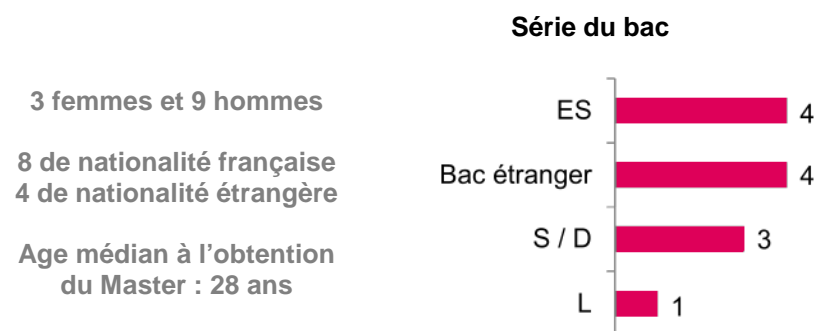 Série du bac
3 femmes et 9 hommes
8 de nationalité française
4 de nationalité étrangère
Age médian à l'obtention
du Master : 28 ans
ES 4
Bac étranger 4
S / D 3
L 1